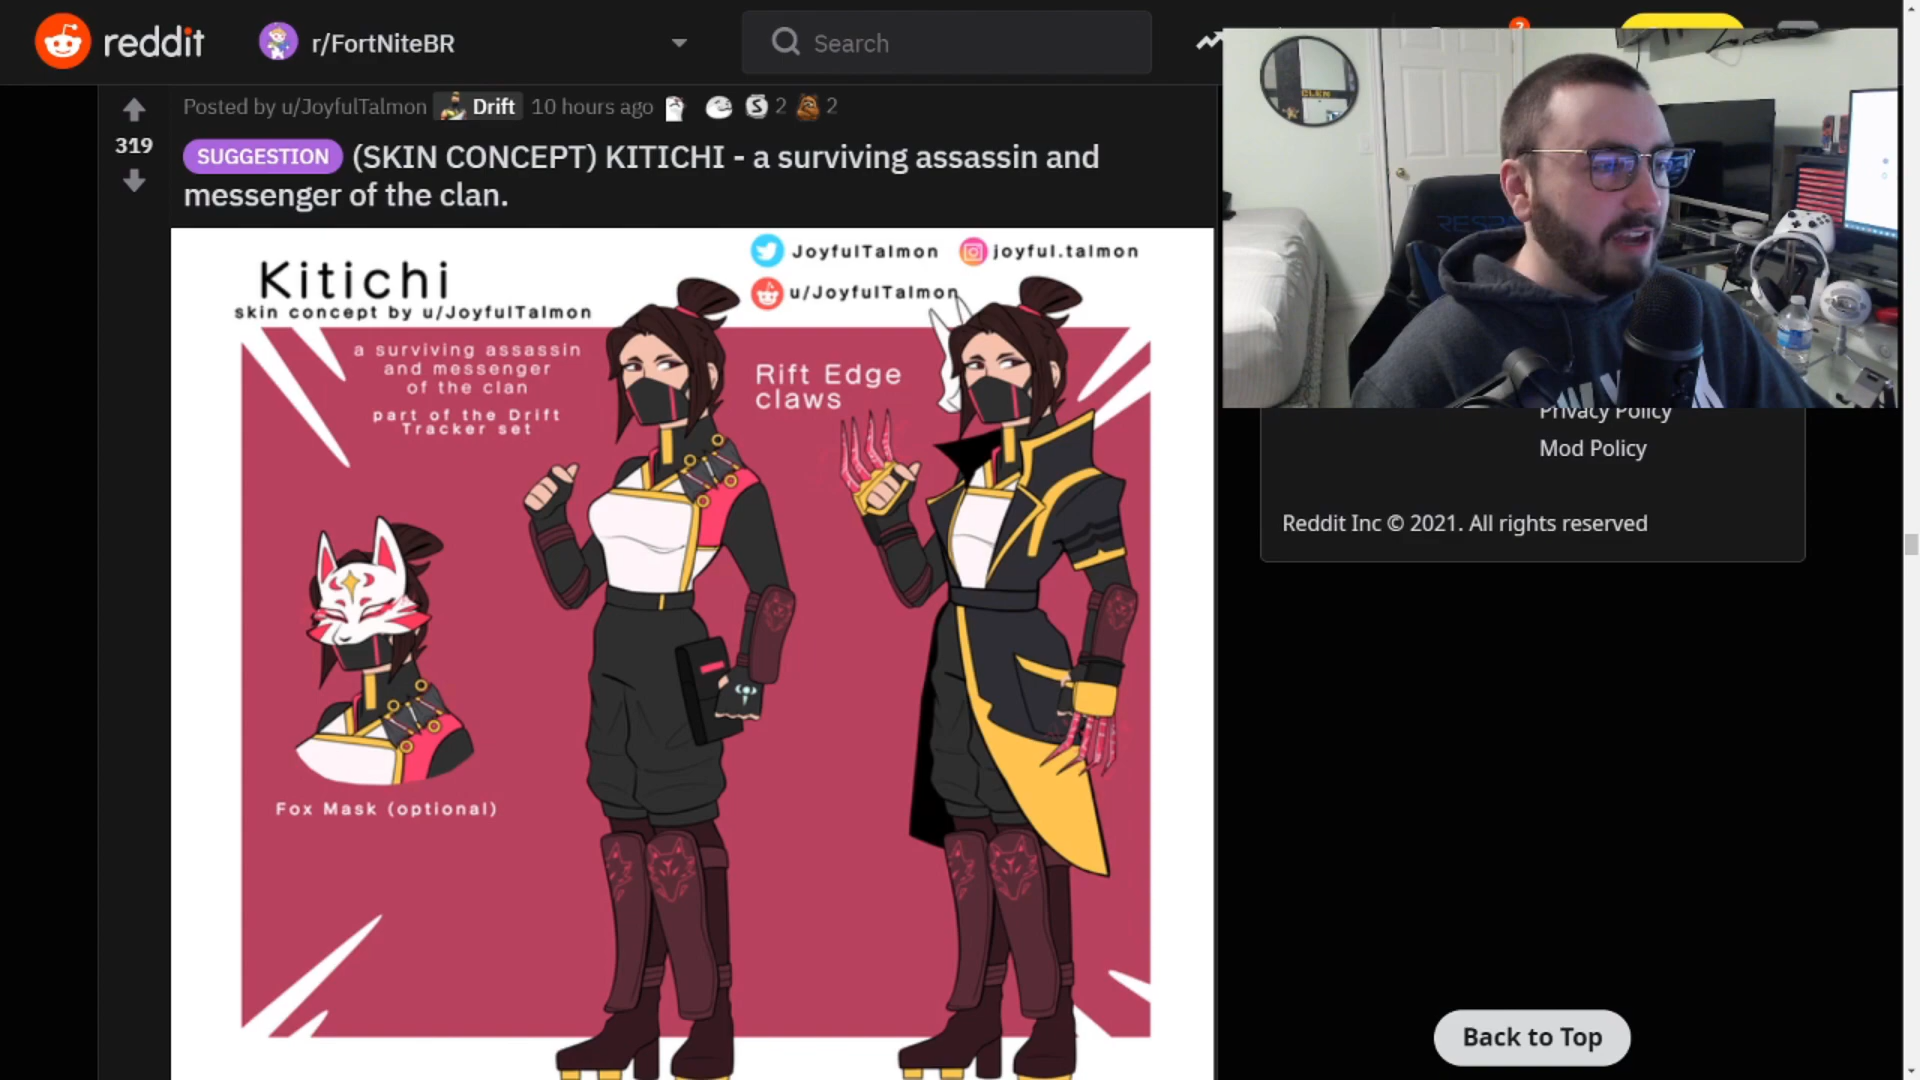 reddit
r/FortNiteBR
Search
2
Posted by u/JoyfulTalmon Drift 10 hours ago 2 2
319
SUGGESTION (SKIN CONCEPT) KITICHI - a surviving assassin and
messenger of the clan.
JoyfulTalmon joyful.talmon
u/JoyfulTalmon
Kitichi
skin concept by u/JoyfulTalmon
a surviving assassin
and messenger
of the clan
part of the Drift
Tracker set
Rift Edge
claws
Fox Mask (optional)
Privacy Policy
Mod Policy
Reddit Inc © 2021. All rights reserved
Back to Top